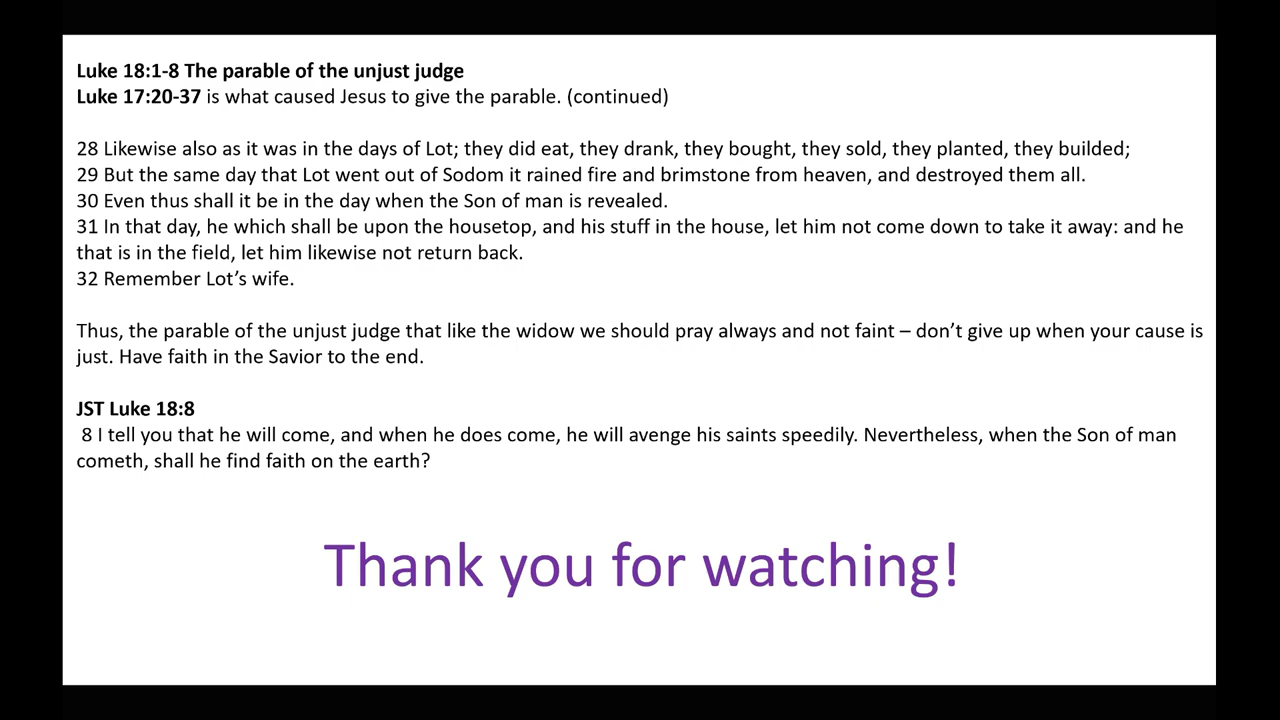 Luke 18:1-8 The parable of the unjust judge
Luke 17:20-37 is what caused Jesus to give the parable. (continued)
28 Likewise also as it was in the days of Lot; they did eat, they drank, they bought, they sold, they planted, they builded;
29 But the same day that Lot went out of Sodom it rained fire and brimstone from heaven, and destroyed them all.
30 Even thus shall it be in the day when the Son of man is revealed.
31 In that day, he which shall be upon the housetop, and his stuff in the house, let him not come down to take it away: and he
that is in the field, let him likewise not return back.
32 Remember Lot’s wife.
Thus, the parable of the unjust judge that like the widow we should pray always and not faint – don’t give up when your cause is
just. Have faith in the Savior to the end.
JST Luke 18:8
8 I tell you that he will come, and when he does come, he will avenge his saints speedily. Nevertheless, when the Son of man
cometh, shall he find faith on the earth?
Thank you for watching!